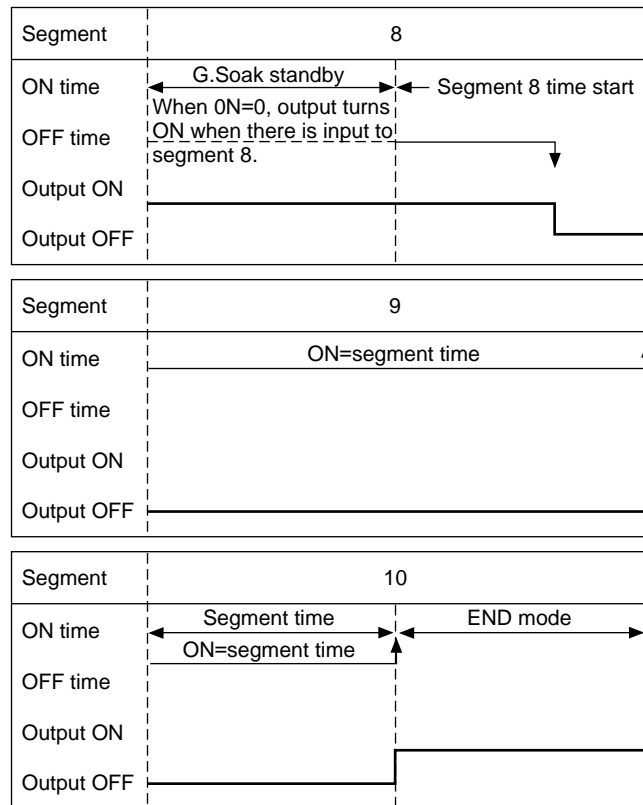 Segment 8
ON time
G.Soak standby
Segment 8 time start
When 0N=0, output turns
ON when there is input to
segment 8.
OFF time
Output ON
Output OFF
Segment 9
ON time
ON=segment time
OFF time
Output ON
Output OFF
Segment 10
ON time
Segment time
END mode
ON=segment time
OFF time
Output ON
Output OFF